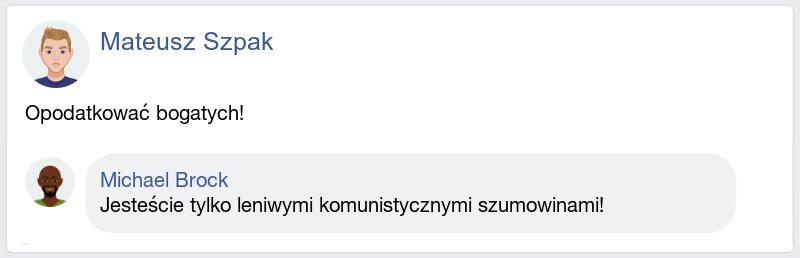 Mateusz Szpak
Opodatkować bogatych!
Michael Brock
Jesteście tylko leniwymi komunistycznymi szumowinami!